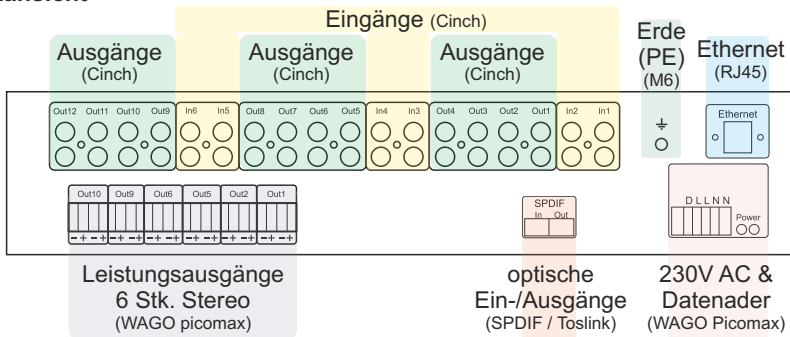 Eingänge (Cinch)
Ausgänge
(Cinch)
Ausgänge
(Cinch)
Ausgänge
(Cinch)
Erde
(PE)
(M6)
Ethernet
(RJ45)
Out12 Out11 Out10 Out9 In6 In5 Out8 Out7 Out6 Out5 In4 In3 Out4 Out3 Out2 Out1 In2 In1
Ethernet
Out10 Out9 Out6 Out5 Out2 Out1
- + - + - + - + - + - + - + - + - + - + - + - +
SPDIF
In Out
D L L N N
Power
Leistungsausgänge
6 Stk. Stereo
(WAGO picomax)
optische
Ein-/Ausgänge
(SPDIF / Toslink)
230V AC &
Datenader
(WAGO Picomax)